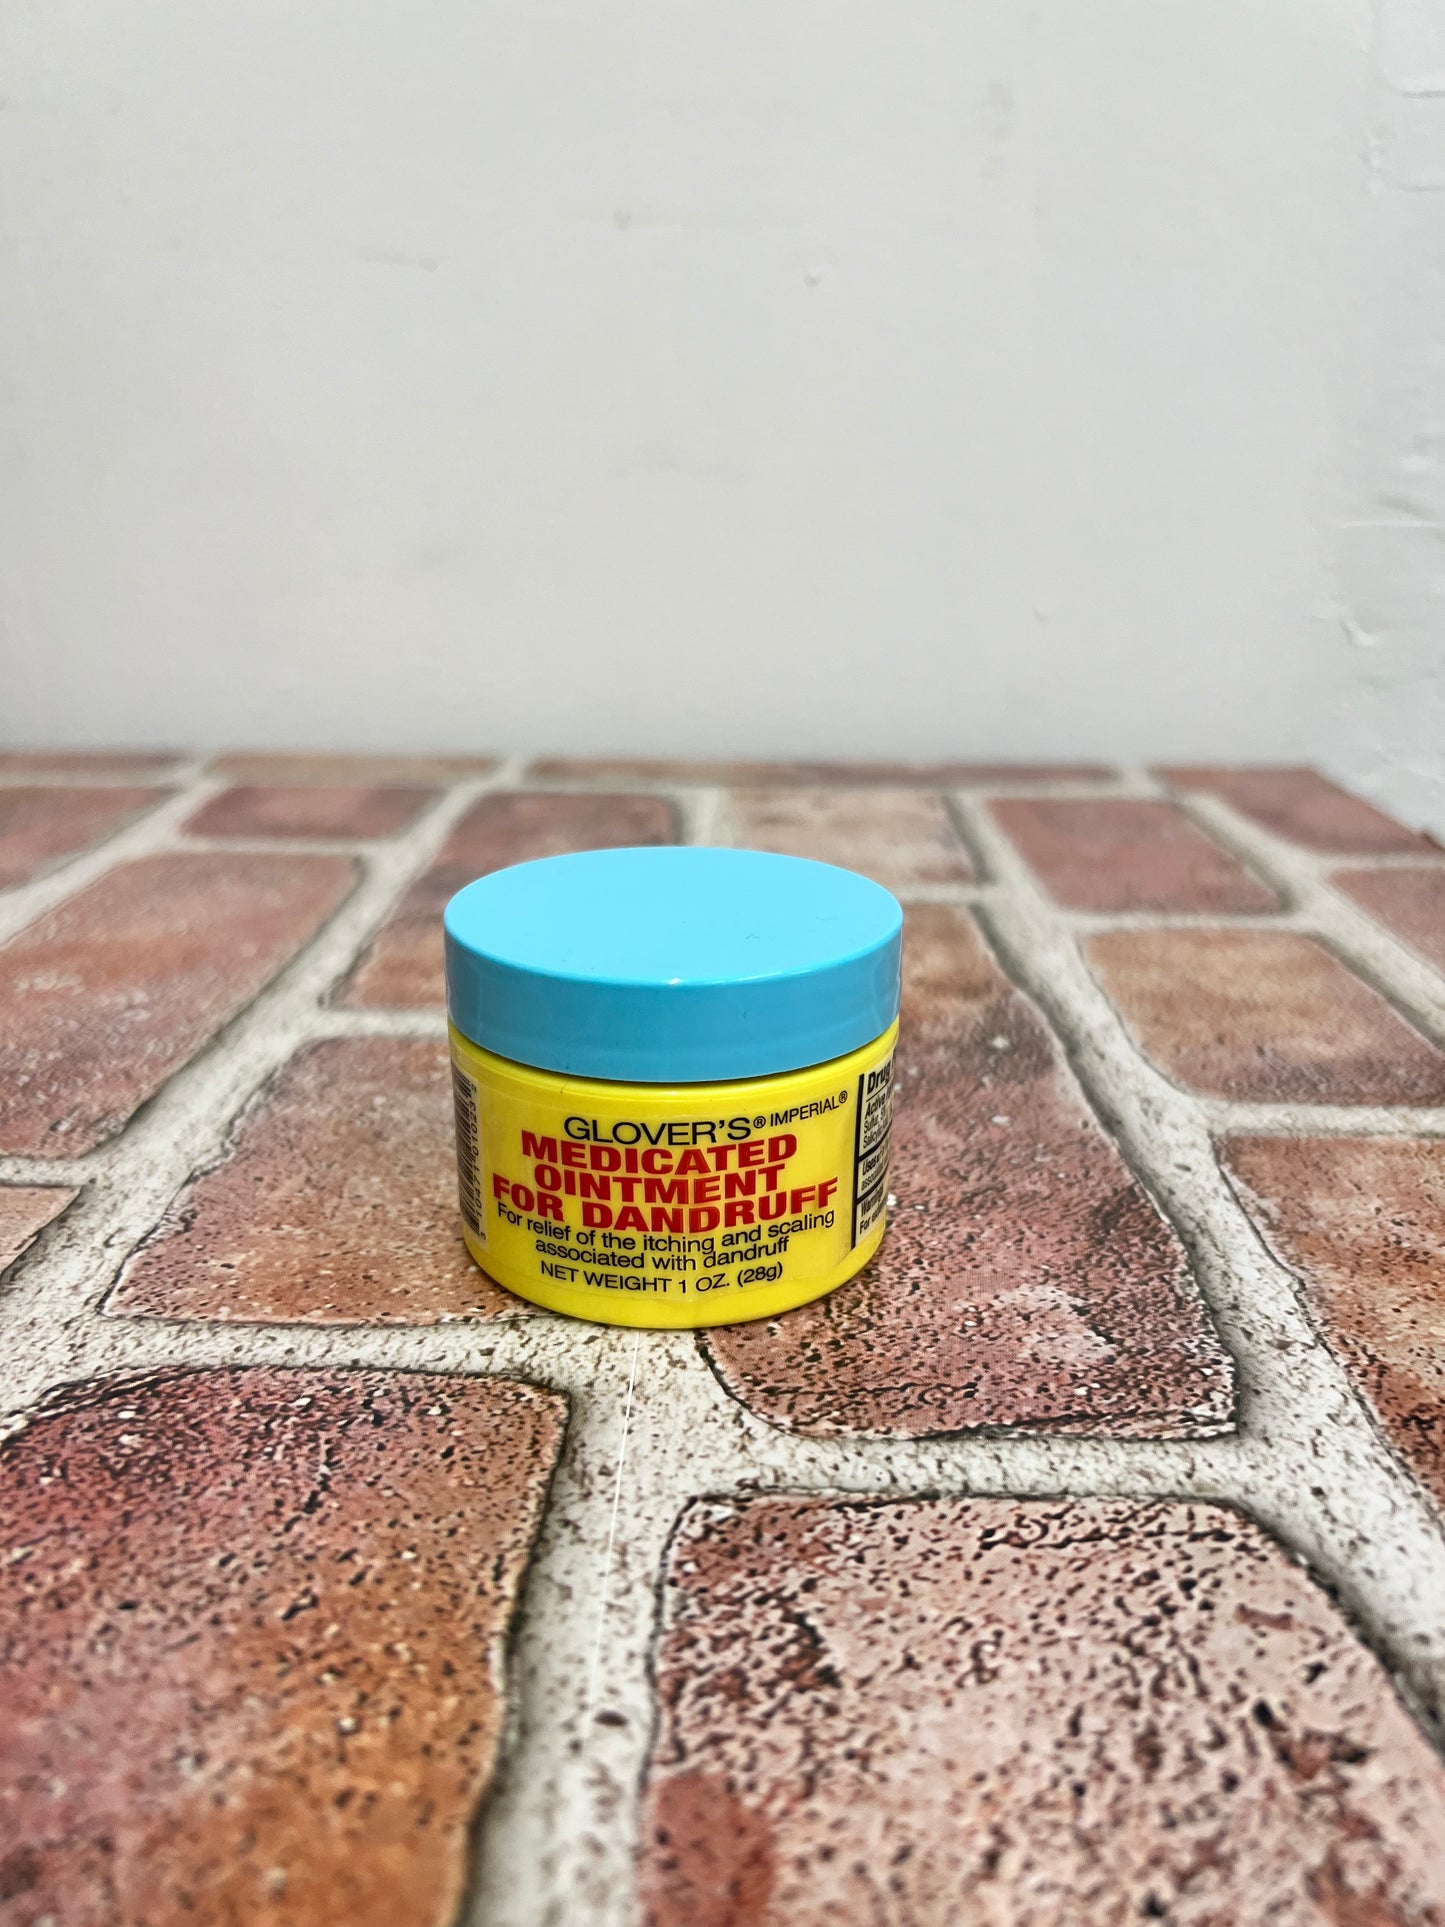 GLOVER'S® IMPERIAL®
MEDICATED
OINTMENT
FOR DANDRUFF
For relief of the itching and scaling
associated with dandruff
NET WEIGHT 1 OZ. (28g)
Drug
Active